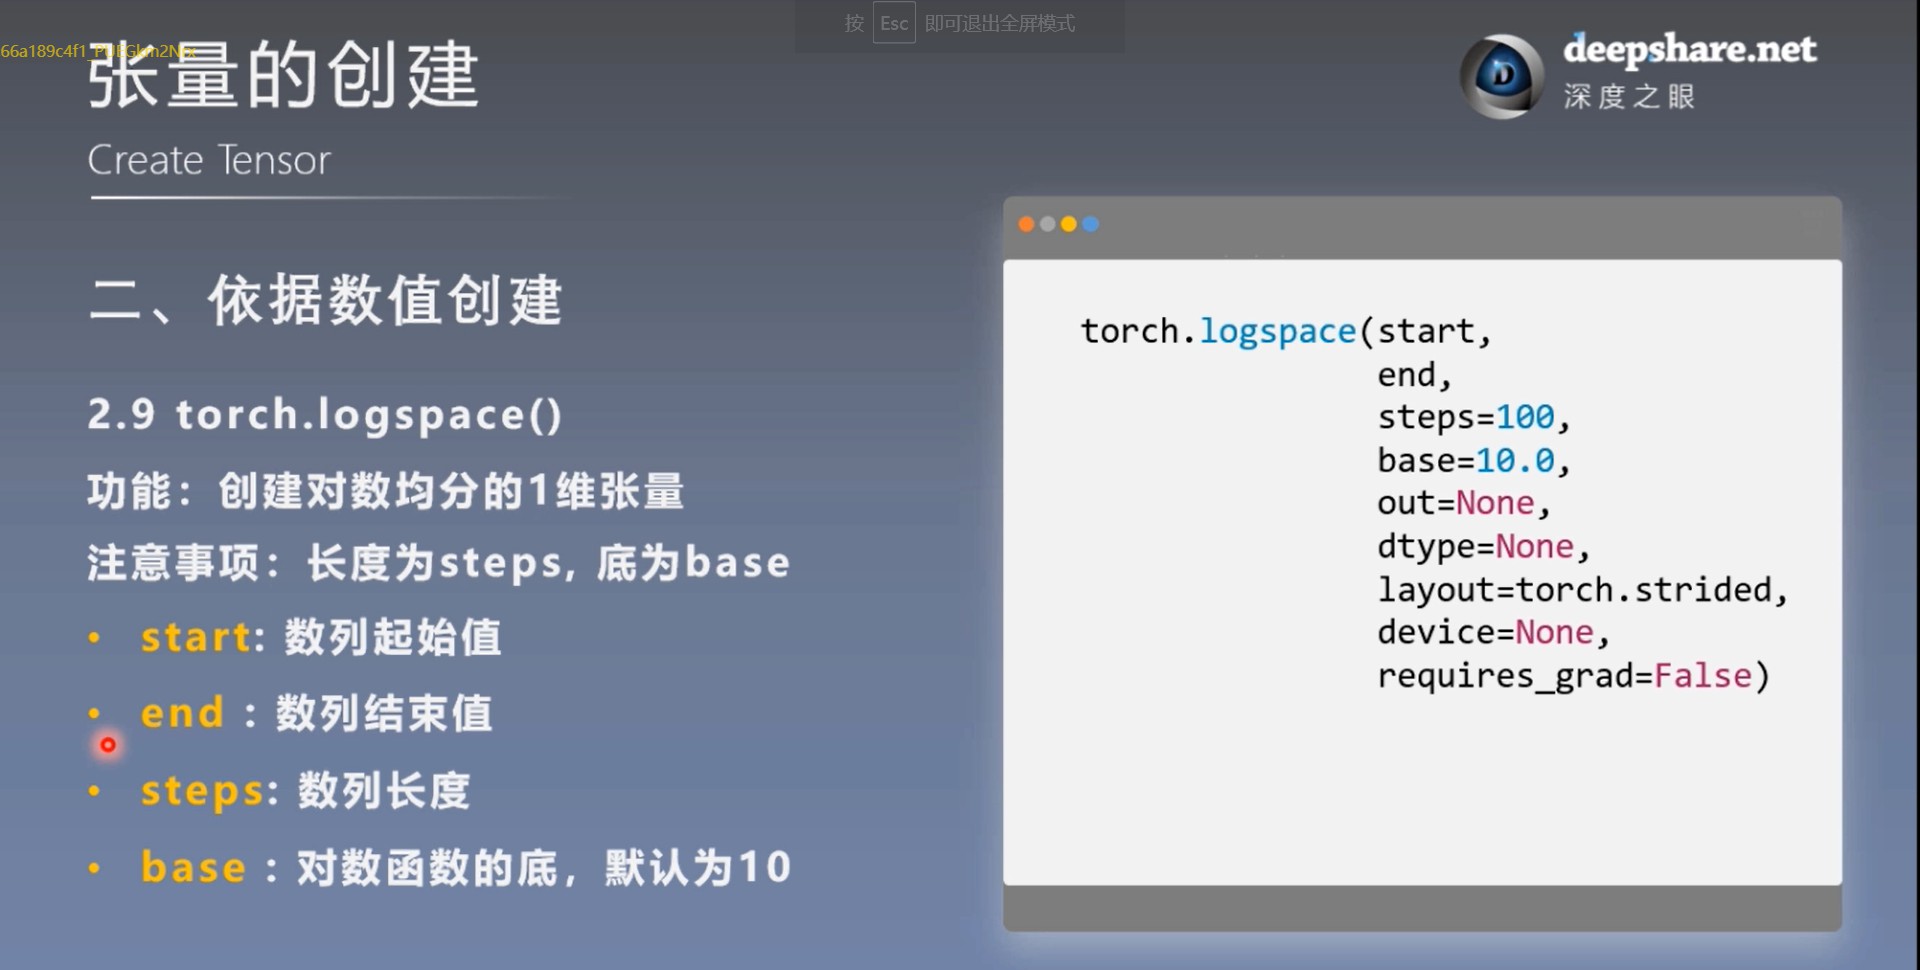 按 Esc 即可退出全屏模式
张量的创建
Create Tensor
deepshare.net
深度之眼
二、依据数值创建
2.9 torch.logspace()
功能：创建对数均分的1维张量
注意事项：长度为steps, 底为base
• start: 数列起始值
• end : 数列结束值
• steps: 数列长度
• base : 对数函数的底，默认为10
torch.logspace(start,
end,
steps=100,
base=10.0,
out=None,
dtype=None,
layout=torch.strided,
device=None,
requires_grad=False)